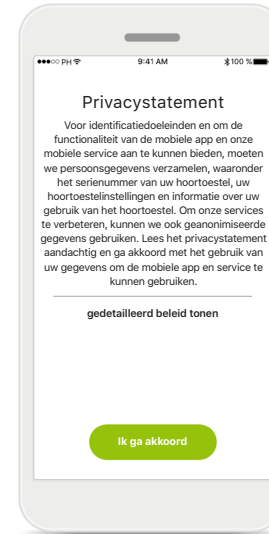 ●●●○○ PH 9:41 AM 100 %
Privacystatement
Voor identificatiedoeleinden en om de
functionaliteit van de mobiele app en onze
mobiele service aan te kunnen bieden, moeten
we persoonsgegevens verzamelen, waaronder
het serienummer van uw hoortoestel, uw
hoortoestelinstellingen en informatie over uw
gebruik van het hoortoestel. Om onze services
te verbeteren, kunnen we ook geanonimiseerde
gegevens gebruiken. Lees het privacystatement
aandachtig en ga akkoord met het gebruik van
uw gegevens om de mobiele app en service te
kunnen gebruiken.
gedetailleerd beleid tonen
Ik ga akkoord